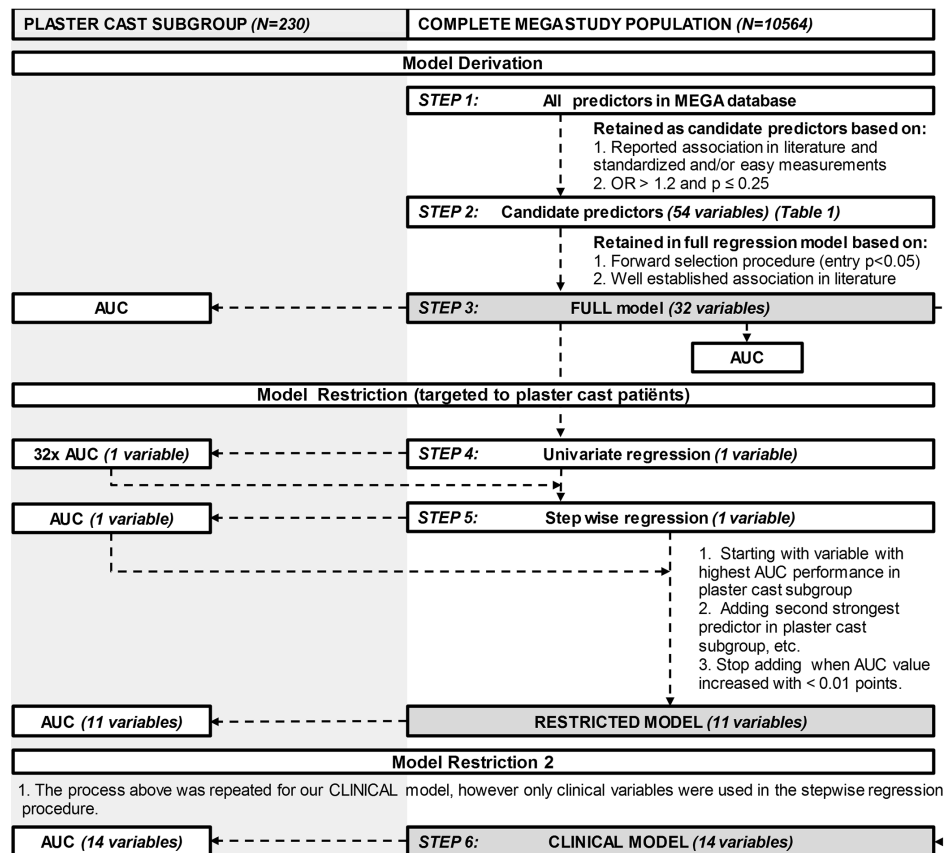 PLASTER CAST SUBGROUP (N=230)
COMPLETE MEGASTUDY POPULATION (N=10564)
Model Derivation
STEP 1: All predictors in MEGA database
Retained as candidate predictors based on:
1. Reported association in literature and
standardized and/or easy measurements
2. OR > 1.2 and p ≤ 0.25
STEP 2: Candidate predictors (54 variables) (Table 1)
Retained in full regression model based on:
1. Forward selection procedure (entry p<0.05)
2. Well established association in literature
AUC
STEP 3: FULL model (32 variables)
AUC
Model Restriction (targeted to plaster cast patiënts)
32x AUC (1 variable)
STEP 4: Univariate regression (1 variable)
AUC (1 variable)
STEP 5: Step wise regression (1 variable)
1. Starting with variable with
highest AUC performance in
plaster cast subgroup
2. Adding second strongest
predictor in plaster cast
subgroup, etc.
3. Stop adding when AUC value
increased with < 0.01 points.
AUC (11 variables)
RESTRICTED MODEL (11 variables)
Model Restriction 2
1. The process above was repeated for our CLINICAL model, however only clinical variables were used in the stepwise regression
procedure.
AUC (14 variables)
STEP 6: CLINICAL MODEL (14 variables)